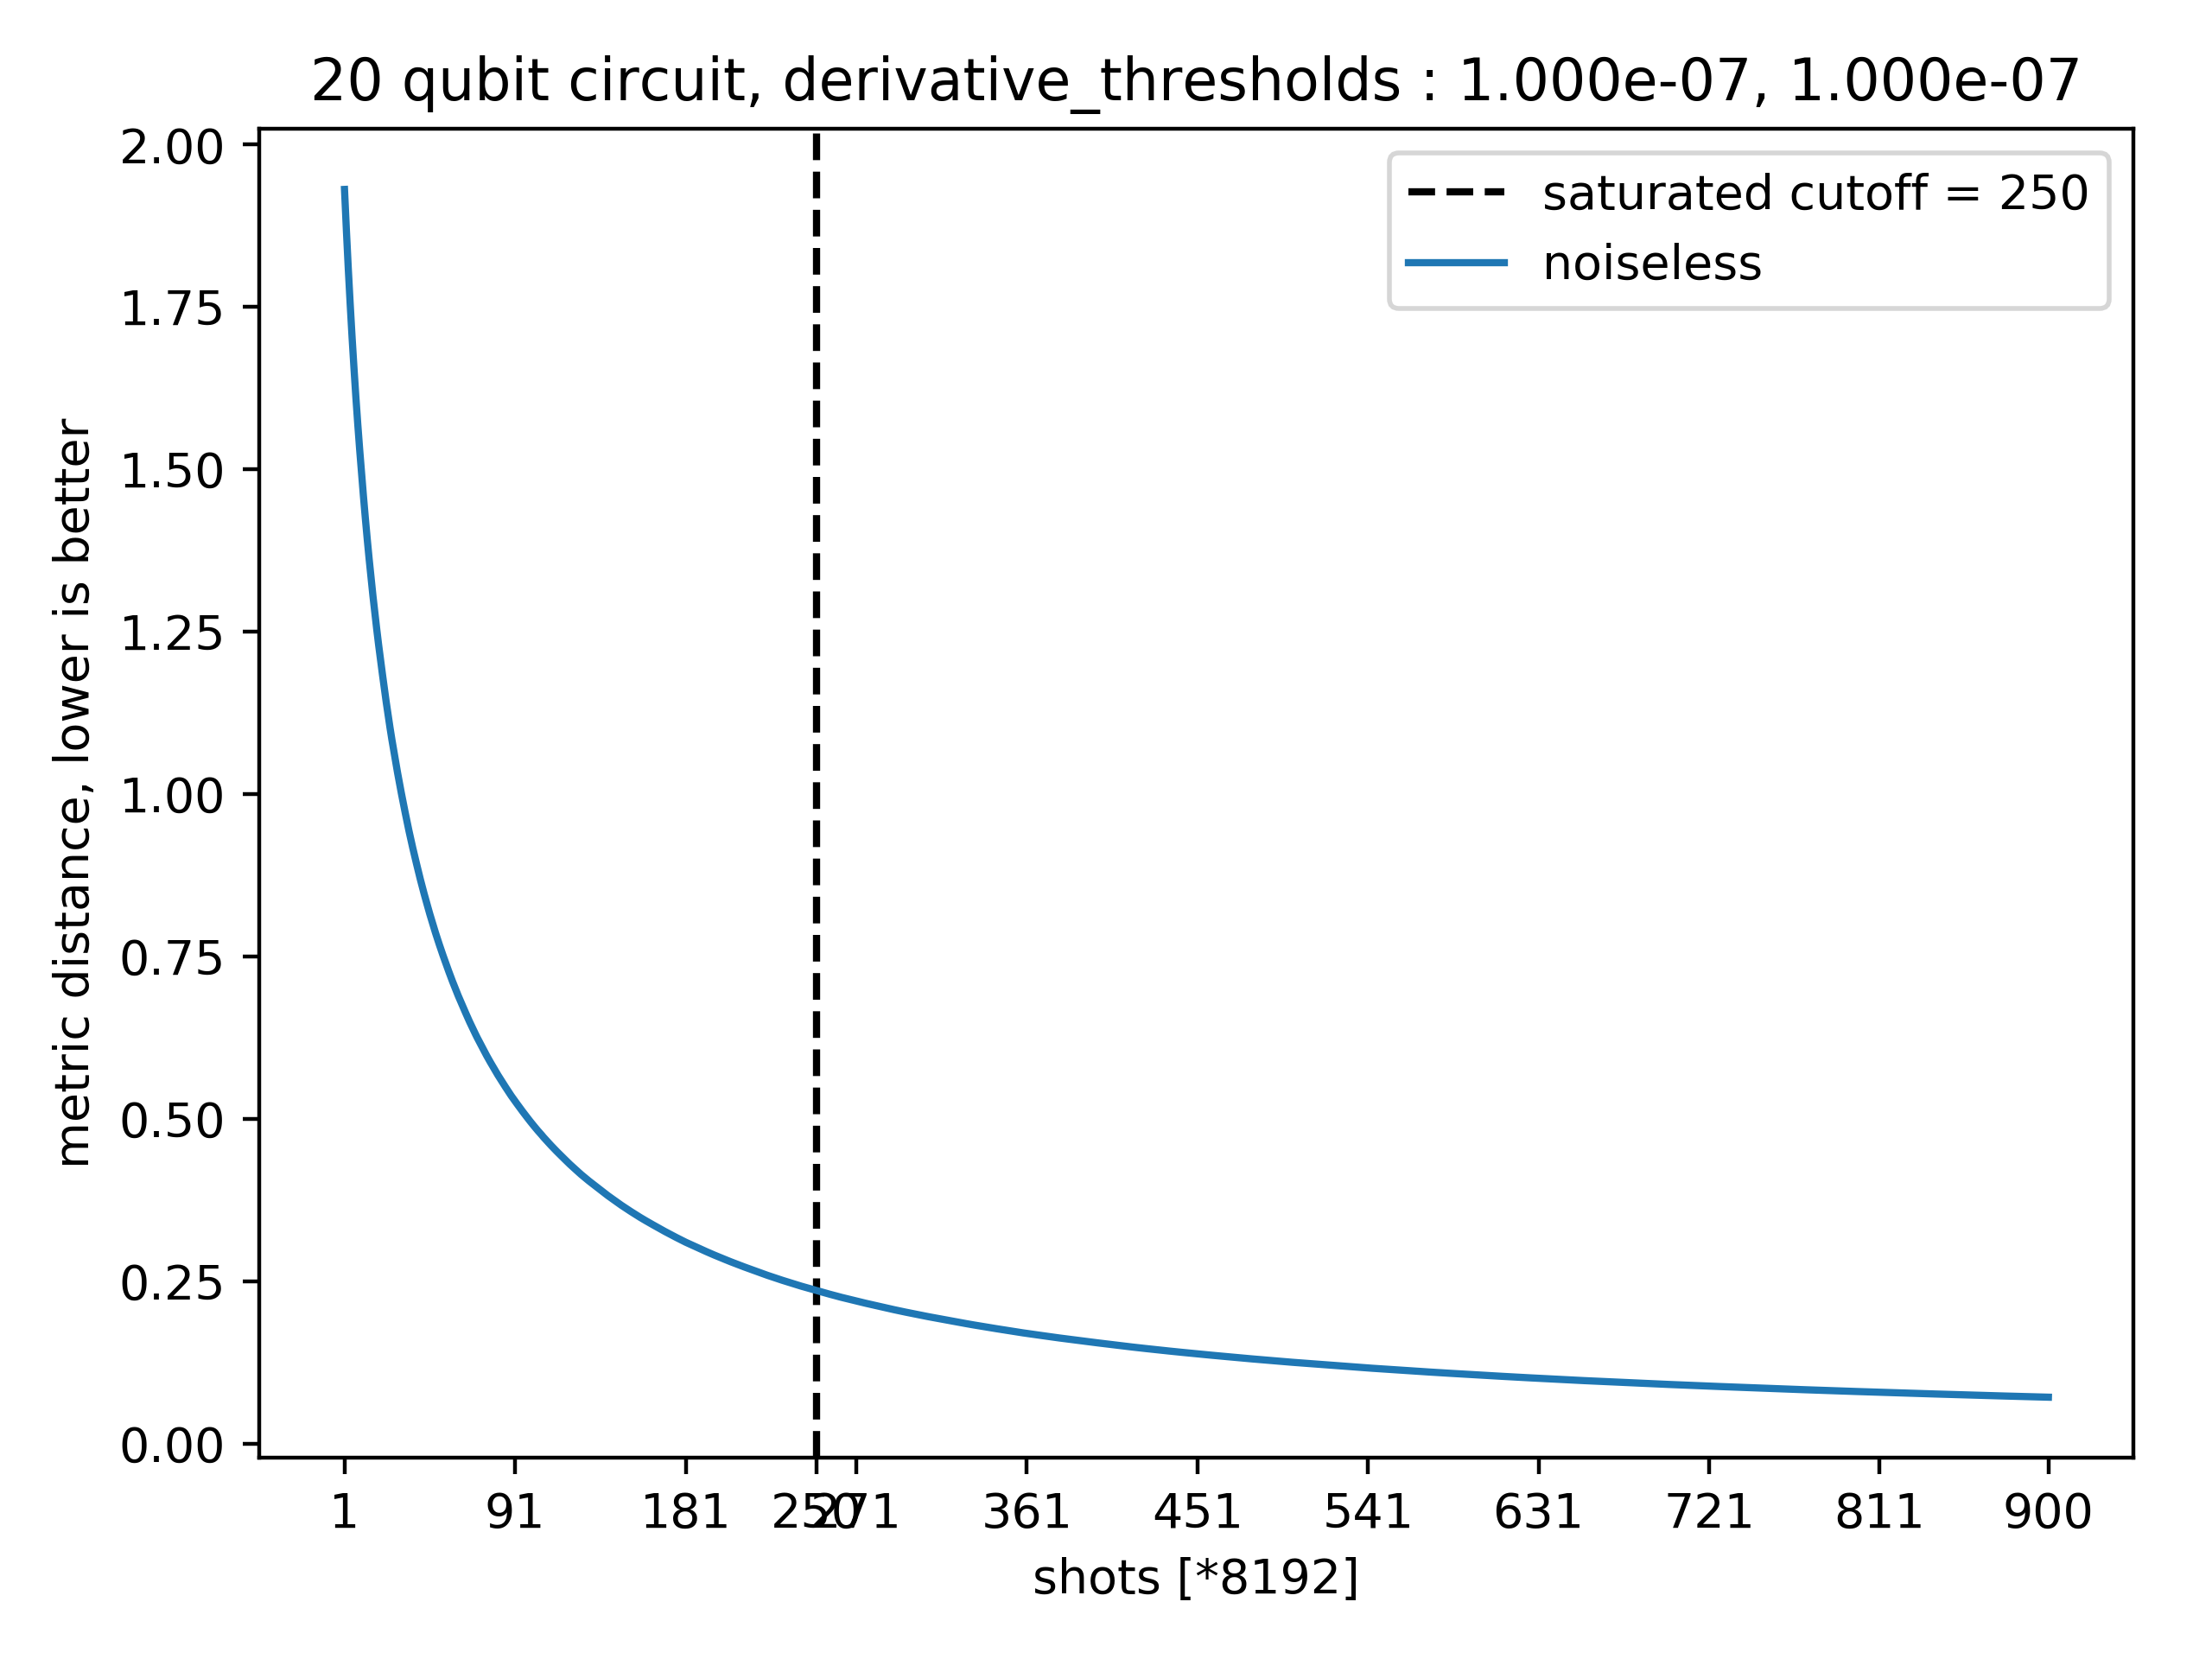 20 qubit circuit, derivative_thresholds : 1.000e-07, 1.000e-07
saturated cutoff = 250
noiseless
metric distance, lower is better
2.00
1.75
1.50
1.25
1.00
0.75
0.50
0.25
0.00
1 91 181 250 271 361 451 541 631 721 811 900
shots [*8192]